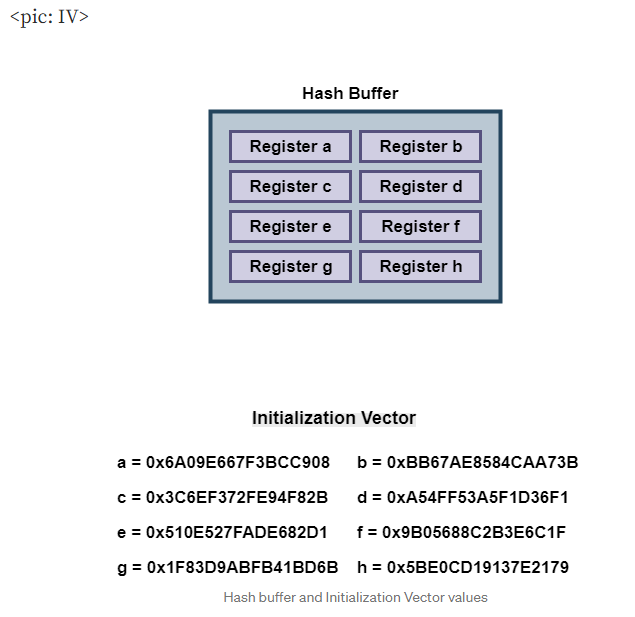 <pic: IV>
Hash Buffer
Register a Register b
Register c Register d
Register e Register f
Register g Register h
Initialization Vector
a = 0x6A09E667F3BCC908 b = 0xBB67AE8584CAA73B
c = 0x3C6EF372FE94F82B d = 0xA54FF53A5F1D36F1
e = 0x510E527FADE682D1 f = 0x9B05688C2B3E6C1F
g = 0x1F83D9ABFB41BD6B h = 0x5BE0CD19137E2179
Hash buffer and Initialization Vector values